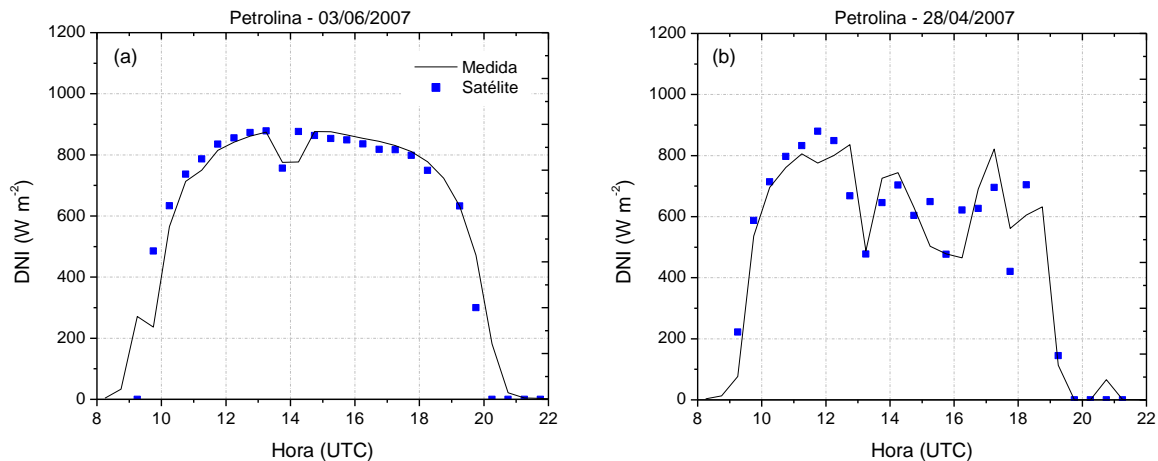 Petrolina - 03/06/2007
(a)
Medida
Satélite
1200
1000
800
600
400
200
0
DNI (W m⁻²)
8 10 12 14 16 18 20 22
Hora (UTC)
Petrolina - 28/04/2007
(b)
1200
1000
800
600
400
200
0
DNI (W m⁻²)
8 10 12 14 16 18 20 22
Hora (UTC)